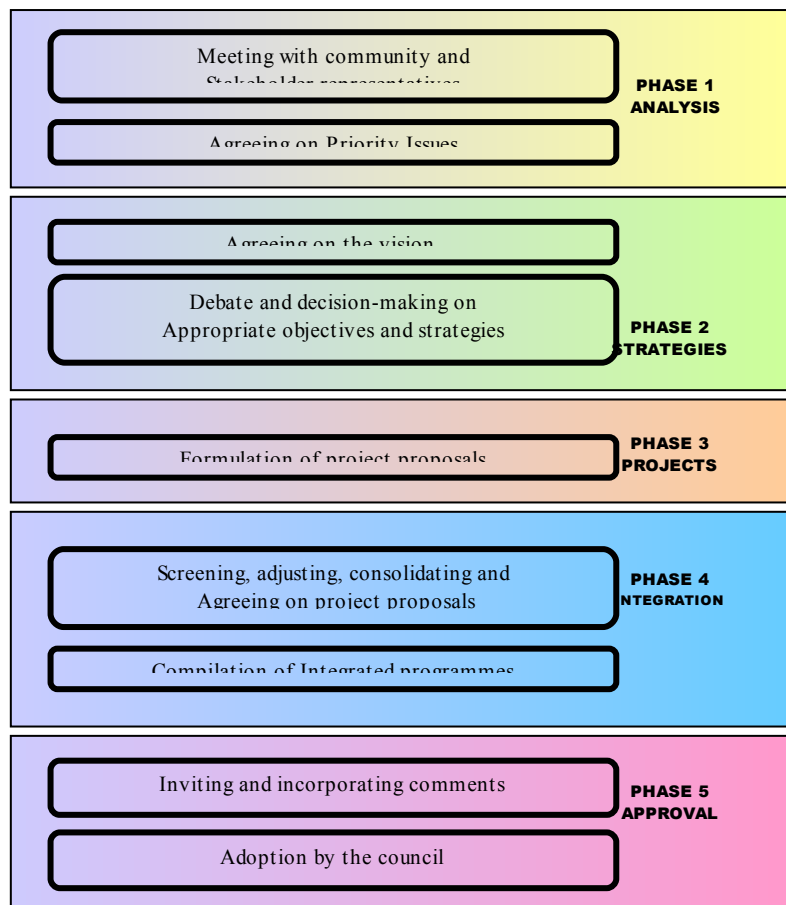 Meeting with community and
Stakeholder representatives
PHASE 1
ANALYSIS
Agreeing on Priority Issues
Agreeing on the vision
Debate and decision-making on
Appropriate objectives and strategies
PHASE 2
STRATEGIES
Formulation of project proposals
PHASE 3
PROJECTS
Screening, adjusting, consolidating and
Agreeing on project proposals
PHASE 4
NTEGRATION
Compilation of Integrated programmes
Inviting and incorporating comments
PHASE 5
APPROVAL
Adoption by the council